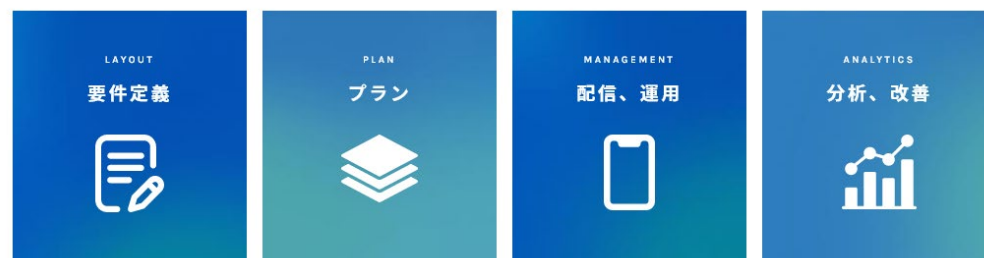 LAYOUT
要件定義
PLAN
プラン
MANAGEMENT
配信、運用
ANALYTICS
分析、改善